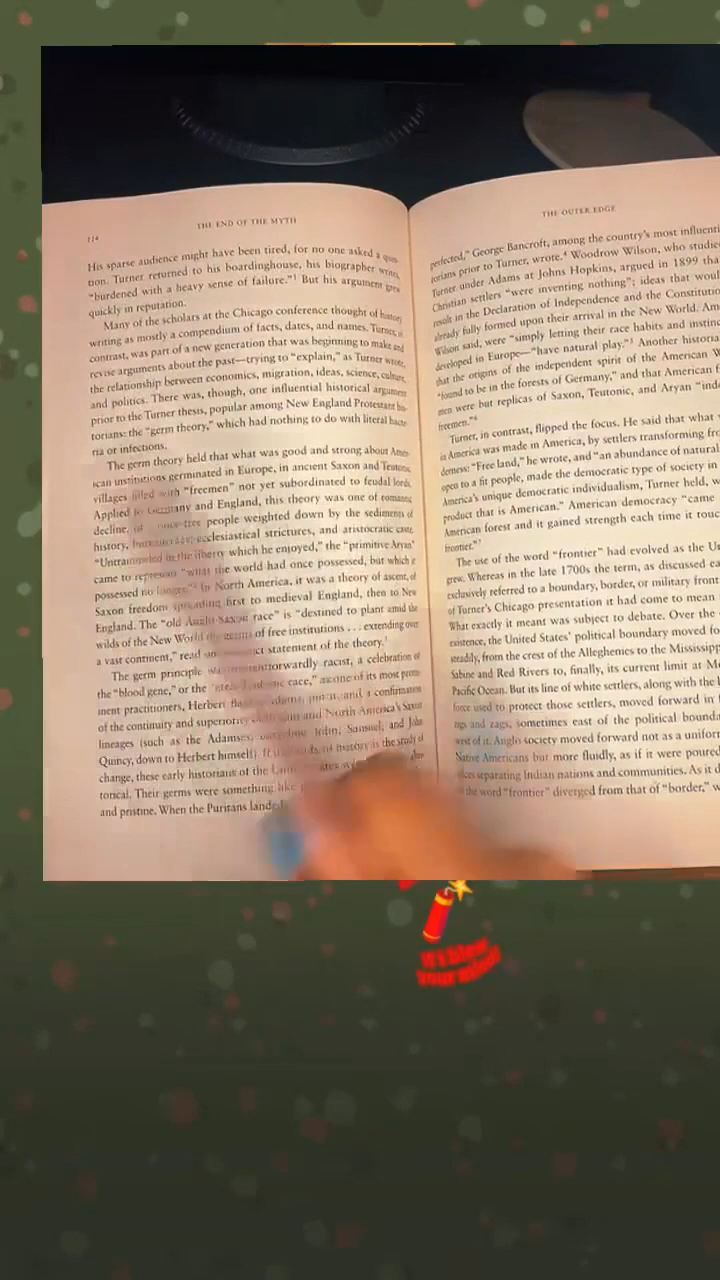 114
THE END OF THE MYTH
His sparse audience might have been tired, for no one asked a ques-
tion. Turner returned to his boardinghouse, his biographer writes,
"burdened with a heavy sense of failure."¹ But his argument grew
quickly in reputation.
Many of the scholars at the Chicago conference thought of history
writing as mostly a compendium of facts, dates, and names. Turner, in
contrast, was part of a new generation that was beginning to make and
revise arguments about the past—trying to "explain," as Turner wrote,
the relationship between economics, migration, ideas, science, culture,
and politics. There was, though, one influential historical argument
prior to the Turner thesis, popular among New England Protestant his-
torians: the "germ theory," which had nothing to do with literal bacte
ria or infections.
The germ theory held that what was good and strong about Amer-
ican institutions germinated in Europe, in ancient Saxon and Teutonic
villages filled with "freemen" not yet subordinated to feudal lords.
Applied to Germany and England, this theory was one of romantic
decline, of once-free people weighted down by the sediments of
history, bureaucracy, ecclesiastical strictures, and aristocratic caste.
"Untrammeled in the liberty which he enjoyed," the "primitive Aryan"
came to represent "what the world had once possessed, but which it
possessed no longer." In North America, it was a theory of ascent, of
Saxon freedom spreading first to medieval England, then to New
England. The "old Anglo-Saxon race" is "destined to plant amid the
wilds of the New World the germs of free institutions . . . extending over
a vast continent," read an ct statement of the theory.³
The germ principle was straightforwardly racist, a celebration of
the "blood gene," or the race," as one of its most prom-
inent practitioners, Herbert Adams, put it, and a confirmation
of the continuity and superiority and North America's Saxon
lineages (such as the Adamses, John, Samuel, and John
Quincy, down to Herbert himself). If the of history is the study of
change, these early historians of the
torical. Their germs were something like
and pristine. When the Puritans landed
THE OUTER EDGE
perfected," George Bancroft, among the country's most influenti
torians prior to Turner, wrote.⁴ Woodrow Wilson, who studie
Turner under Adams at Johns Hopkins, argued in 1899 tha
Christian settlers "were inventing nothing"; ideas that woul
result in the Declaration of Independence and the Constitutio
already fully formed upon their arrival in the New World. Am
Wilson said, were "simply letting their race habits and instinc
developed in Europe—"have natural play."⁵ Another historia
that the origins of the independent spirit of the American W
"found to be in the forests of Germany," and that American f
men were but replicas of Saxon, Teutonic, and Aryan "inde
freemen."⁶
Turner, in contrast, flipped the focus. He said that what
in America was made in America, by settlers transforming fro
derness: "Free land," he wrote, and "an abundance of natural
open to a fit people, made the democratic type of society in
America's unique democratic individualism, Turner held, w
product that is American." American democracy "came
American forest and it gained strength each time it touc
frontier."⁷
The use of the word "frontier" had evolved as the Un
grew. Whereas in the late 1700s the term, as discussed ea
exclusively referred to a boundary, border, or military front
of Turner's Chicago presentation it had come to mean
What exactly it meant was subject to debate. Over the
existence, the United States' political boundary moved fo
steadily, from the crest of the Alleghenies to the Mississipp
Sabine and Red Rivers to, finally, its current limit at M
Pacific Ocean. But its line of white settlers, along with the l
force used to protect those settlers, moved forward in
zigs and zags, sometimes east of the political bounda
west of it. Anglo society moved forward not as a unifor
Native Americans but more fluidly, as if it were poured
separating Indian nations and communities. As it d
the word "frontier" diverged from that of "border," w
It's blow
your mind!